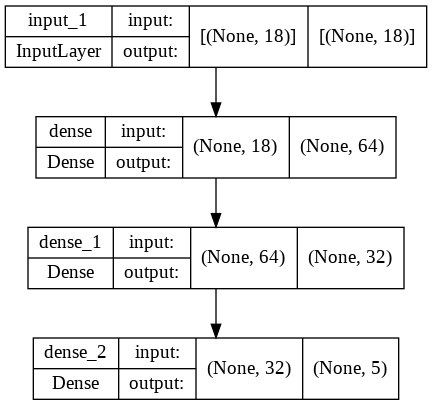 input_1 input: [(None, 18)] [(None, 18)]
InputLayer output:
dense input: (None, 18) (None, 64)
Dense output:
dense_1 input: (None, 64) (None, 32)
Dense output:
dense_2 input: (None, 32) (None, 5)
Dense output: